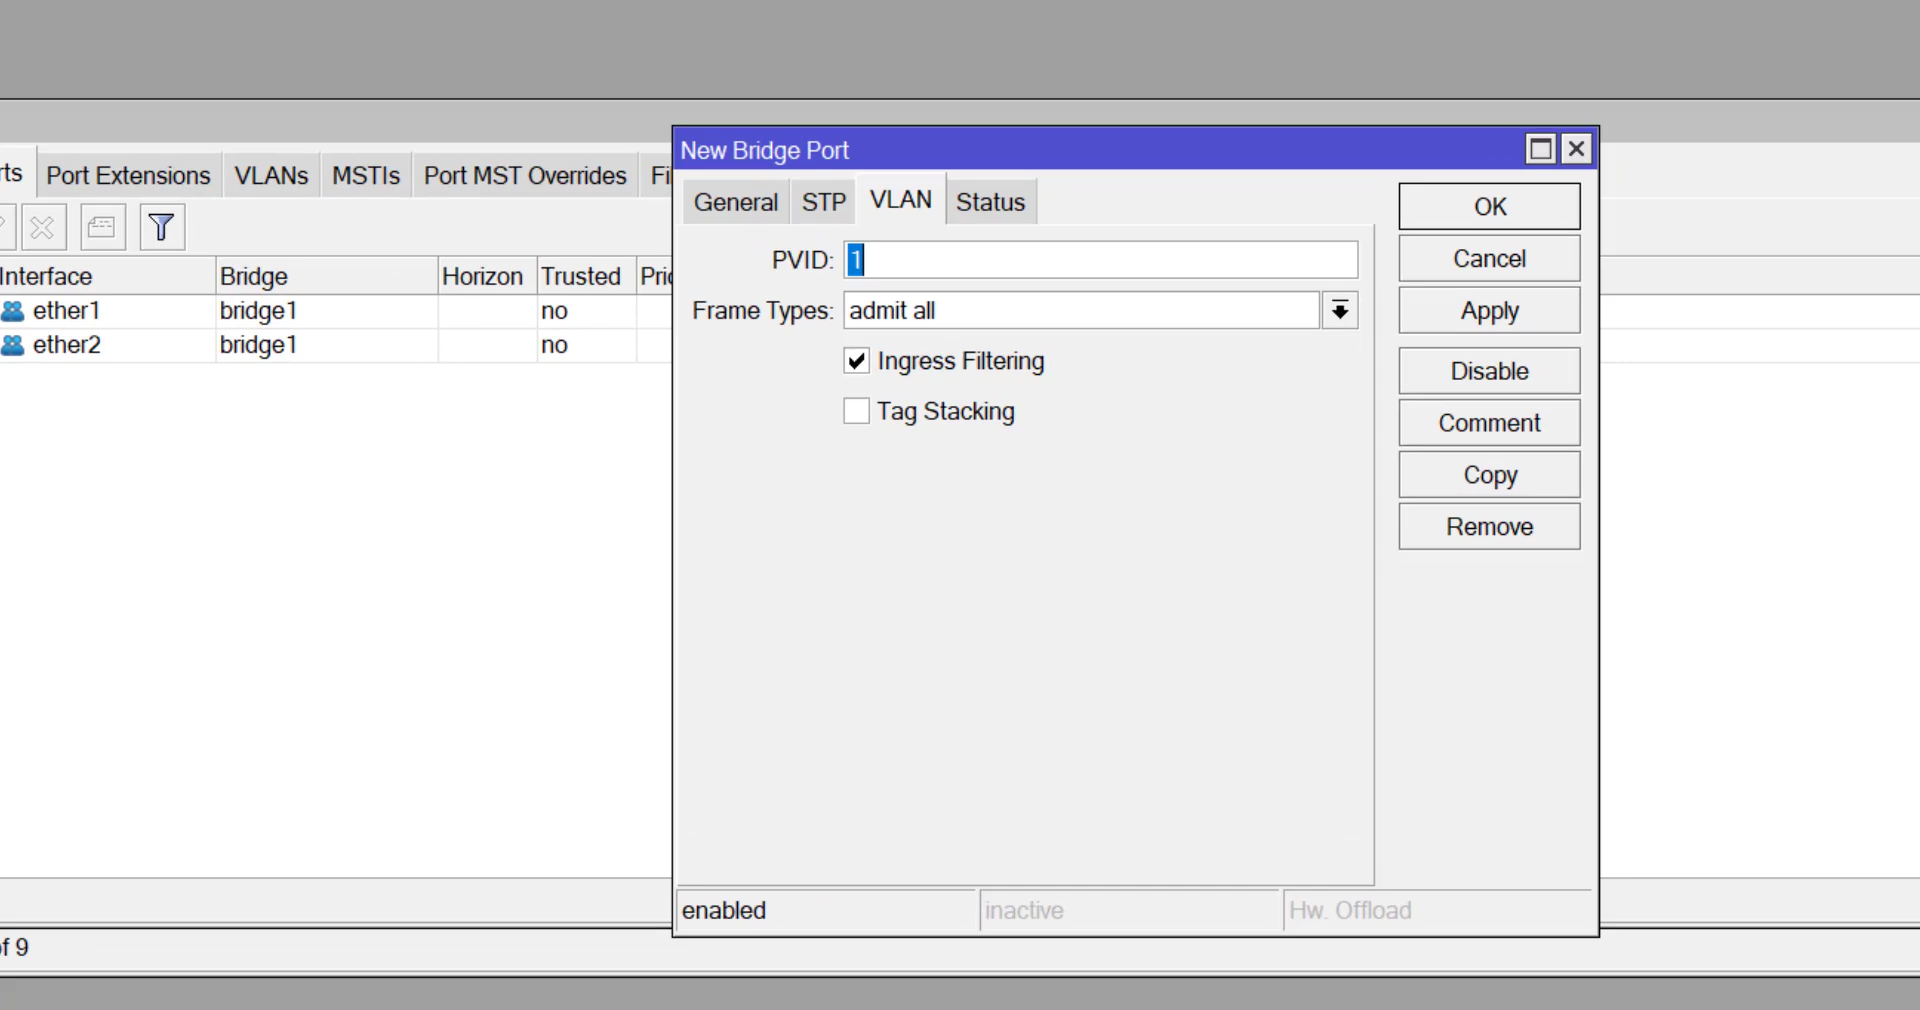 New Bridge Port
rts Port Extensions VLANs MSTIs Port MST Overrides Fi
General STP VLAN Status
OK
Cancel
Apply
Disable
Comment
Copy
Remove
PVID: 1
Frame Types: admit all
Ingress Filtering
Tag Stacking
Interface Bridge Horizon Trusted Pric
ether1 bridge1 no
ether2 bridge1 no
enabled inactive Hw. Offload
of 9